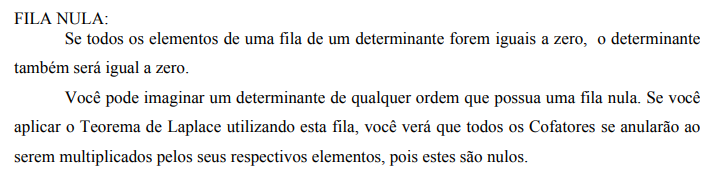 FILA NULA:
Se todos os elementos de uma fila de um determinante forem iguais a zero, o determinante
também será igual a zero.
Você pode imaginar um determinante de qualquer ordem que possua uma fila nula. Se você
aplicar o Teorema de Laplace utilizando esta fila, você verá que todos os Cofatores se anularão ao
serem multiplicados pelos seus respectivos elementos, pois estes são nulos.